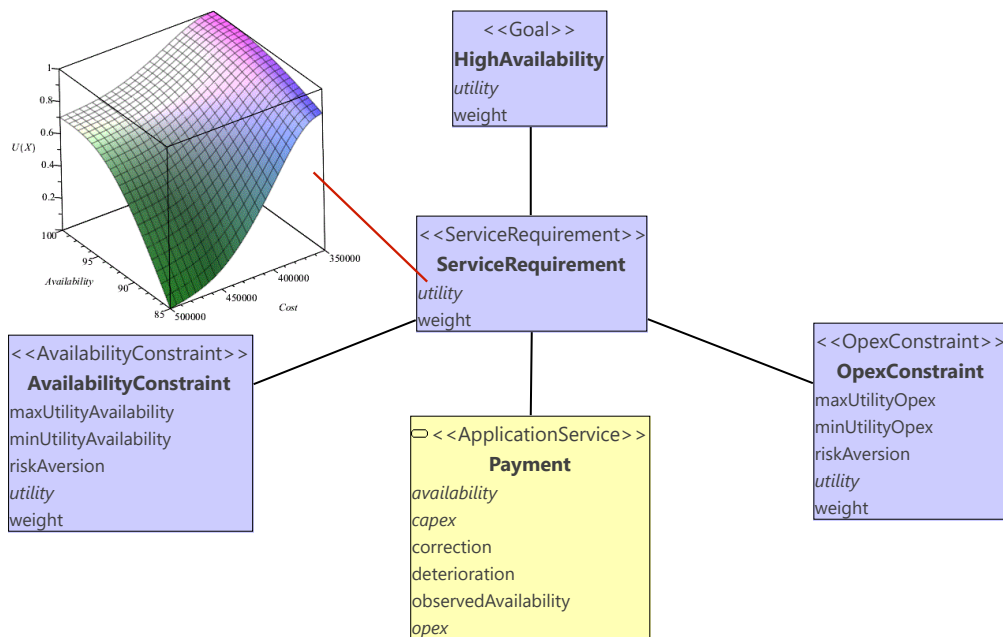 <<Goal>>
HighAvailability
utility
weight
1
0.8
U(X) 0.6
0.4
0.2
100
95
90
85
Availability
500000
450000
400000
350000
Cost
<<ServiceRequirement>>
ServiceRequirement
utility
weight
<<AvailabilityConstraint>>
AvailabilityConstraint
maxUtilityAvailability
minUtilityAvailability
riskAversion
utility
weight
<<ApplicationService>>
Payment
availability
capex
correction
deterioration
observedAvailability
opex
<<OpexConstraint>>
OpexConstraint
maxUtilityOpex
minUtilityOpex
riskAversion
utility
weight